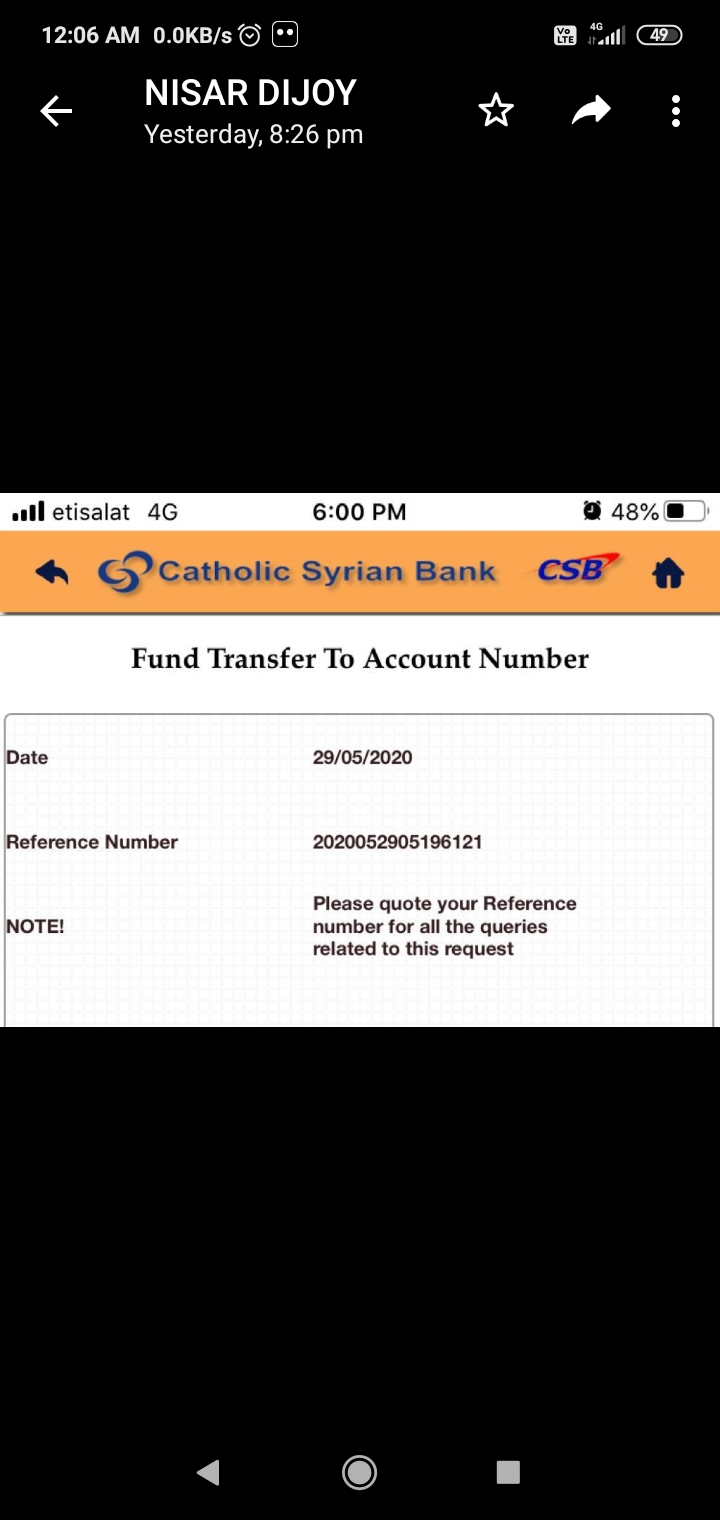 12:06 AM 0.0KB/s Vo LTE 4G 49
NISAR DIJOY
Yesterday, 8:26 pm
etisalat 4G 6:00 PM 48%
Catholic Syrian Bank CSB
Fund Transfer To Account Number
Date 29/05/2020
Reference Number 2020052905196121
NOTE! Please quote your Reference
number for all the queries
related to this request